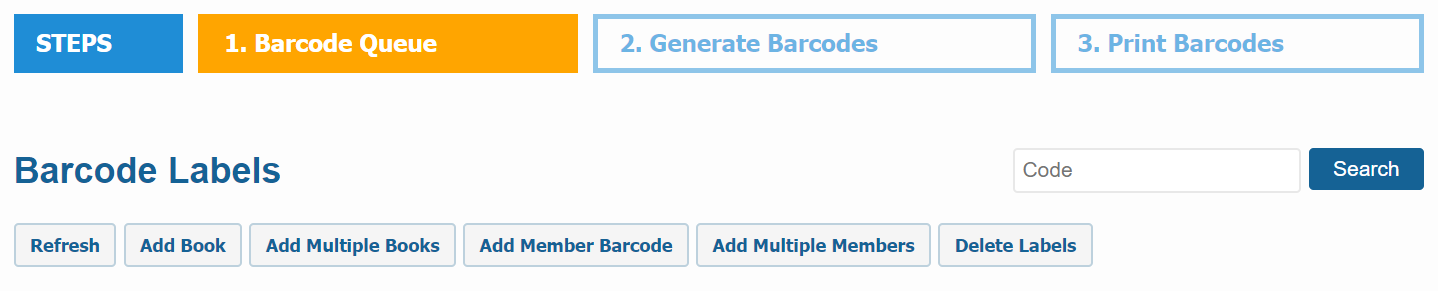 STEPS 1. Barcode Queue 2. Generate Barcodes 3. Print Barcodes
Barcode Labels Code Search
Refresh Add Book Add Multiple Books Add Member Barcode Add Multiple Members Delete Labels